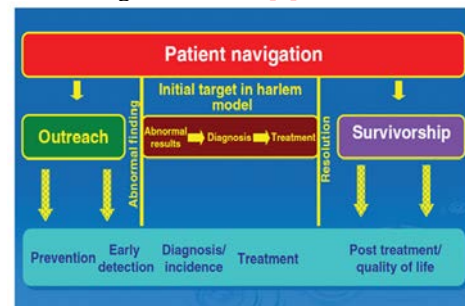 Patient navigation
Initial target in harlem
model
Outreach
Abnormal finding
Abnormal
results
Diagnosis
Treatment
Resolution
Survivorship
Prevention
Early
detection
Diagnosis/
incidence
Treatment
Post treatment/
quality of life